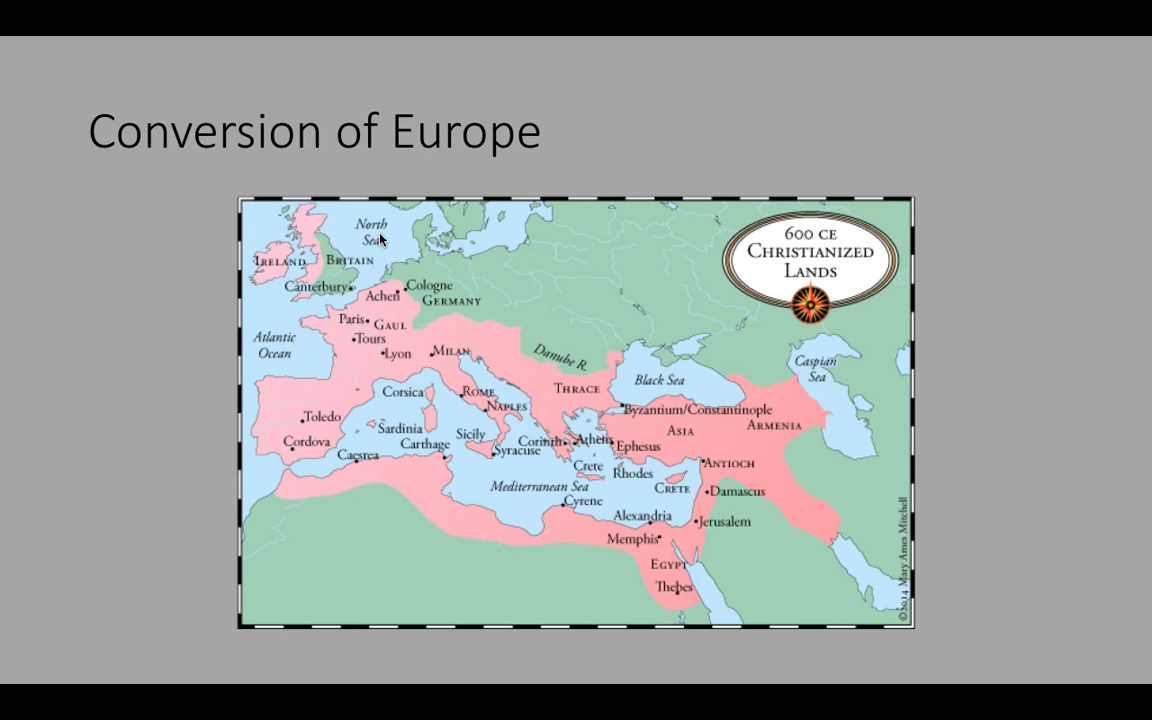 Conversion of Europe
600 CE
CHRISTIANIZED
LANDS
North
Sea
IRELAND
BRITAIN
Canterbury
Cologne
Achen
GERMANY
Paris
GAUL
Tours
Atlantic
Ocean
Lyon
MILAN
Danube R.
Caspian
Sea
Black Sea
THRACE
Corsica
ROME
NAPLES
Byzantium/Constantinople
Toledo
Sardinia
ASIA
ARMENIA
Cordova
Carthage
Sicily
Corinth
Athens
Ephesus
Caesrea
Syracuse
Crete
Rhodes
ANTIOCH
Mediterranean Sea
CRETE
Damascus
Cyrene
Alexandria
Jerusalem
Memphis
EGYPT
Thebes
©2014 Mary Ames Mitchell